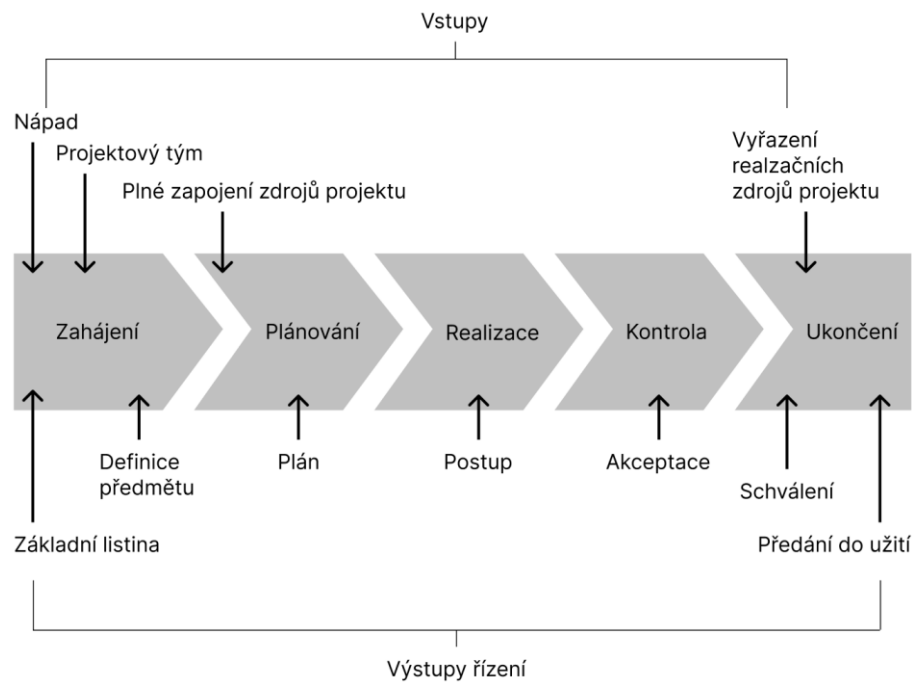 Vstupy
Nápad
Projektový tým
Plné zapojení zdrojů projektu
Vyřazení
realzačních
zdrojů projektu
Zahájení
Plánování
Realizace
Kontrola
Ukončení
Definice
předmětu
Plán
Postup
Akceptace
Schválení
Základní listina
Předání do užití
Výstupy řízení